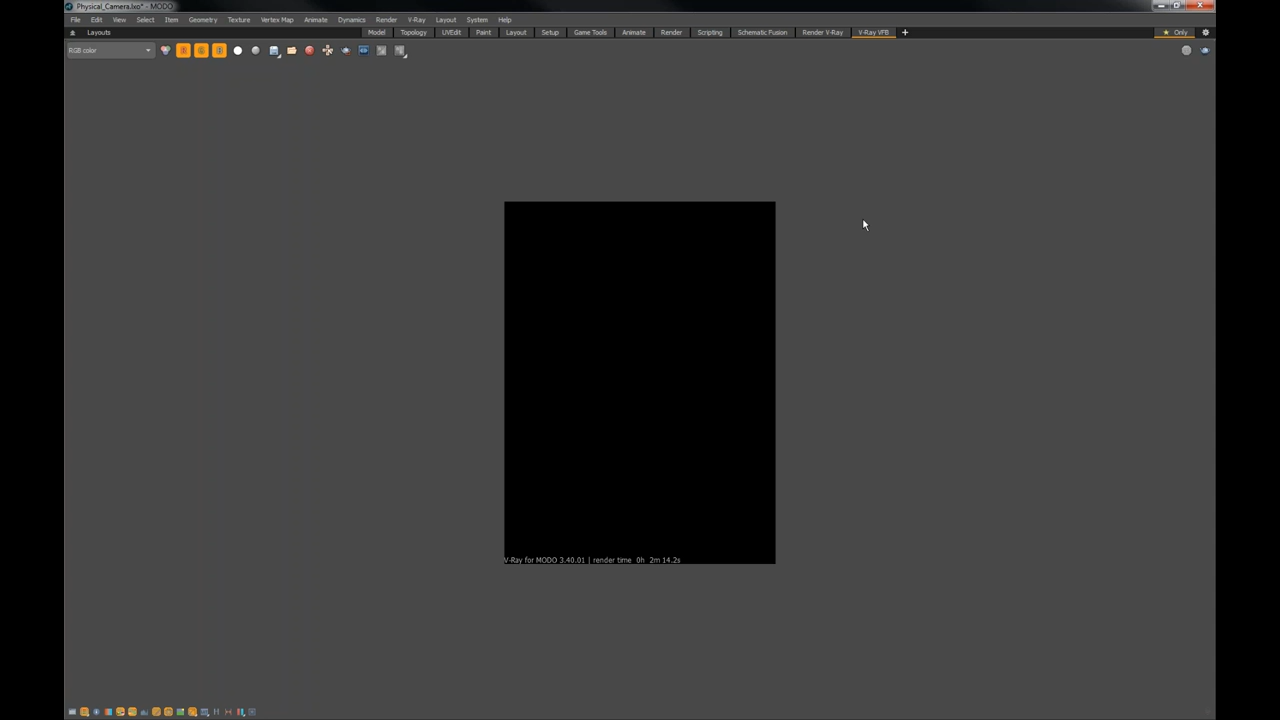 Physical_Camera.lxo* - MODO
File Edit View Select Item Geometry Texture Vertex Map Animate Dynamics Render V-Ray Layout System Help
Layouts Model Topology UVEdit Paint Layout Setup Game Tools Animate Render Scripting Schematic Fusion Render V-Ray V-Ray VFB + Only
RGB color
V-Ray for MODO 3.40.01 | render time 0h 2m 14.2s